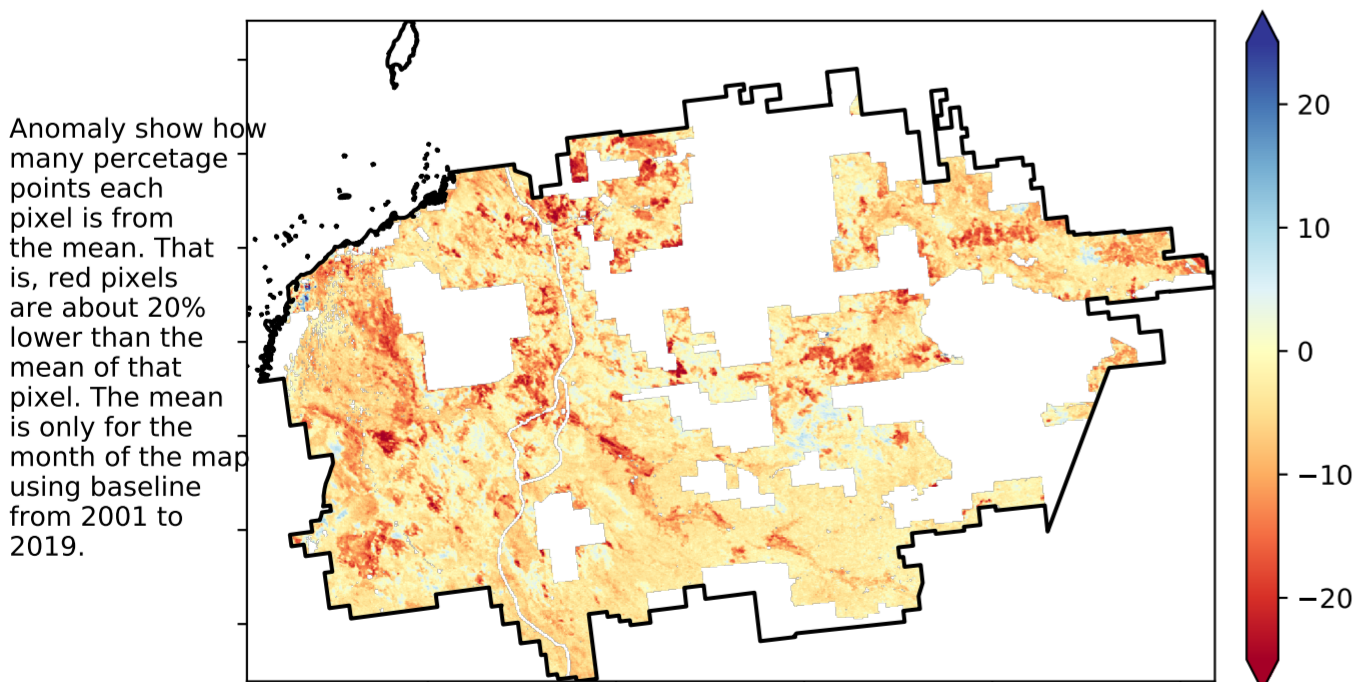 Anomaly show how
many percetage
points each
pixel is from
the mean. That
is, red pixels
are about 20%
lower than the
mean of that
pixel. The mean
is only for the
month of the map
using baseline
from 2001 to
2019.
20
10
0
−10
−20